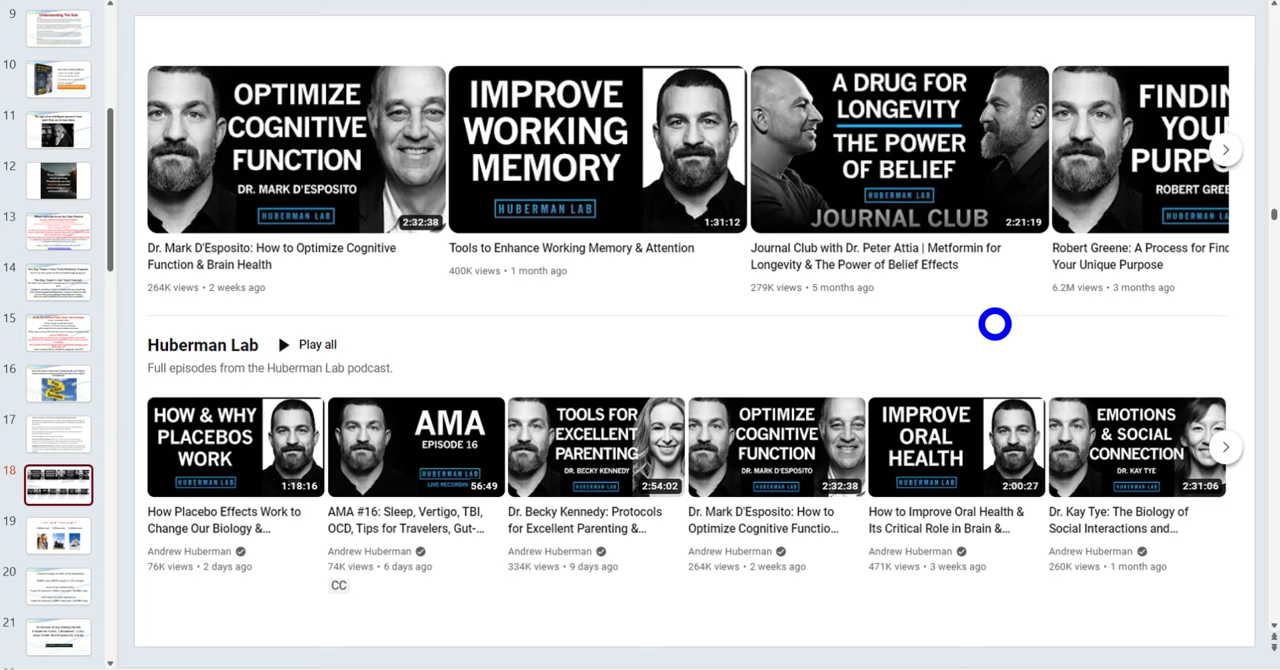 9
10
11
12
13
14
15
16
17
18
19
20
21
Understanding The Risk
OPTIMIZE
COGNITIVE
FUNCTION
DR. MARK D'ESPOSITO
HUBERMAN LAB
2:32:38
IMPROVE
WORKING
MEMORY
HUBERMAN LAB
1:31:12
A DRUG FOR
LONGEVITY
THE POWER
OF BELIEF
HUBERMAN LAB
JOURNAL CLUB
2:21:19
HUBERMAN LAB
Dr. Mark D'Esposito: How to Optimize Cognitive
Function & Brain Health
264K views • 2 weeks ago
Tools to Enhance Working Memory & Attention
400K views • 1 month ago
Journal Club with Dr. Peter Attia | Metformin for
Longevity & The Power of Belief Effects
279K views • 5 months ago
Robert Greene: A Process for
Your Unique Purpose
6.2M views • 3 months ago
Huberman Lab
Play all
Full episodes from the Huberman Lab podcast.
HOW & WHY
PLACEBOS
WORK
HUBERMAN LAB
1:18:16
AMA
EPISODE 16
HUBERMAN LAB
56:49
TOOLS FOR
EXCELLENT
PARENTING
DR. BECKY KENNEDY
HUBERMAN LAB
2:54:02
OPTIMIZE
COGNITIVE
FUNCTION
DR. MARK D'ESPOSITO
HUBERMAN LAB
2:32:38
IMPROVE
ORAL
HEALTH
HUBERMAN LAB
2:00:27
EMOTIONS
& SOCIAL
CONNECTION
DR. KAY TYE
HUBERMAN LAB
2:31:06
How Placebo Effects Work to
Change Our Biology &...
Andrew Huberman
76K views • 2 days ago
AMA #16: Sleep, Vertigo, TBI,
OCD, Tips for Travelers, Gut-...
Andrew Huberman
74K views • 6 days ago
CC
Dr. Becky Kennedy: Protocols
for Excellent Parenting &...
Andrew Huberman
334K views • 9 days ago
Dr. Mark D'Esposito: How to
Optimize Cognitive Functio...
Andrew Huberman
264K views • 2 weeks ago
How to Improve Oral Health &
Its Critical Role in Brain &...
Andrew Huberman
471K views • 3 weeks ago
Dr. Kay Tye: The Biology of
Social Interactions and...
Andrew Huberman
260K views • 1 month ago